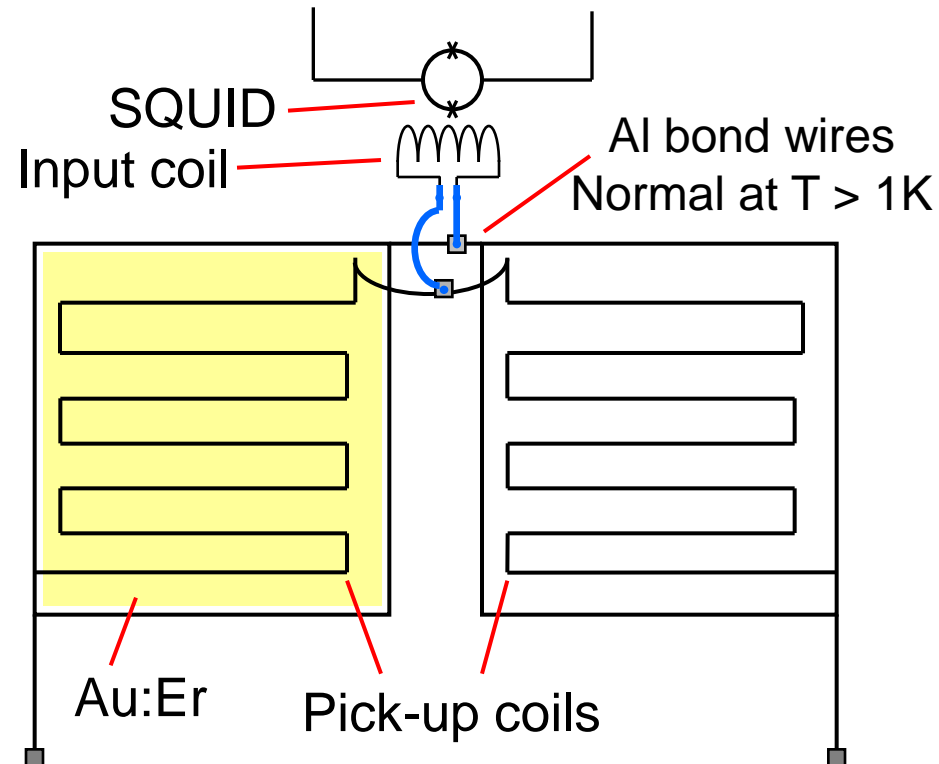 SQUID
Input coil
Al bond wires
Normal at T > 1K
Au:Er
Pick-up coils